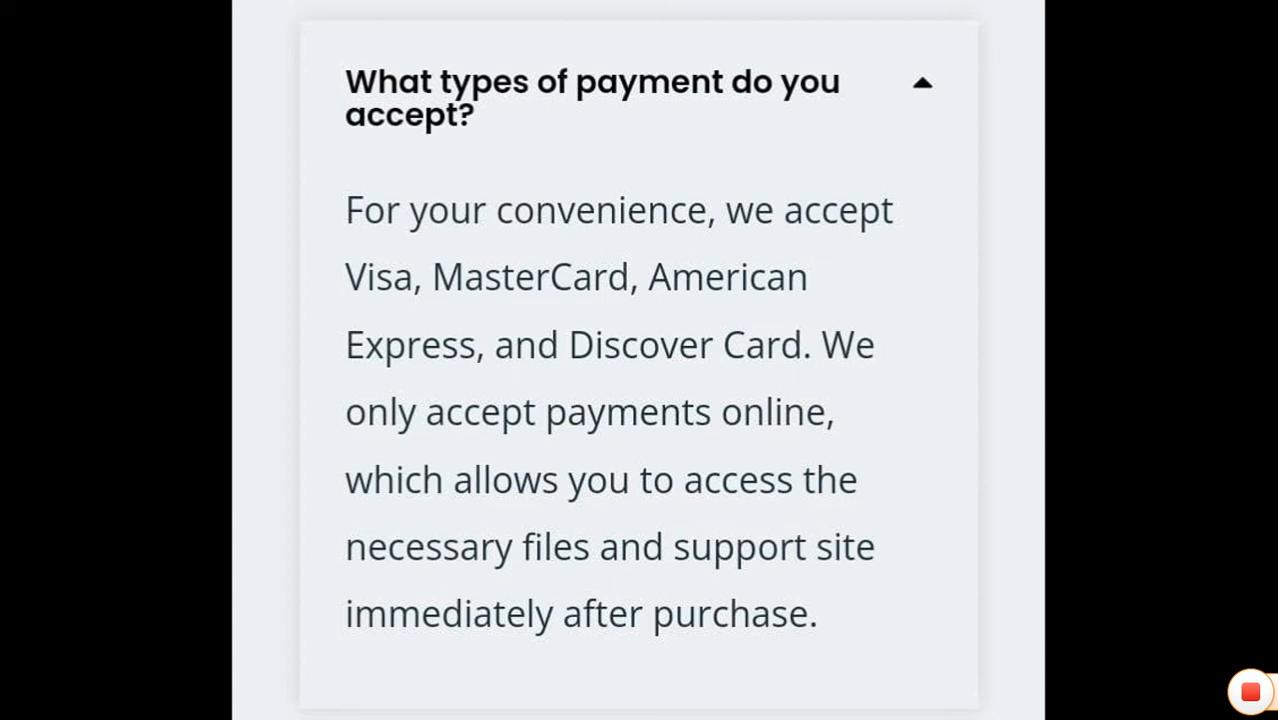 What types of payment do you
accept?
For your convenience, we accept
Visa, MasterCard, American
Express, and Discover Card. We
only accept payments online,
which allows you to access the
necessary files and support site
immediately after purchase.